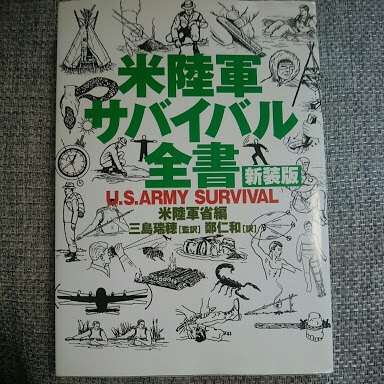 米陸軍
サバイバル
全書 新装版
U.S.ARMY SURVIVAL
米陸軍省編
三島瑞穂[監訳] 鄭仁和[訳]